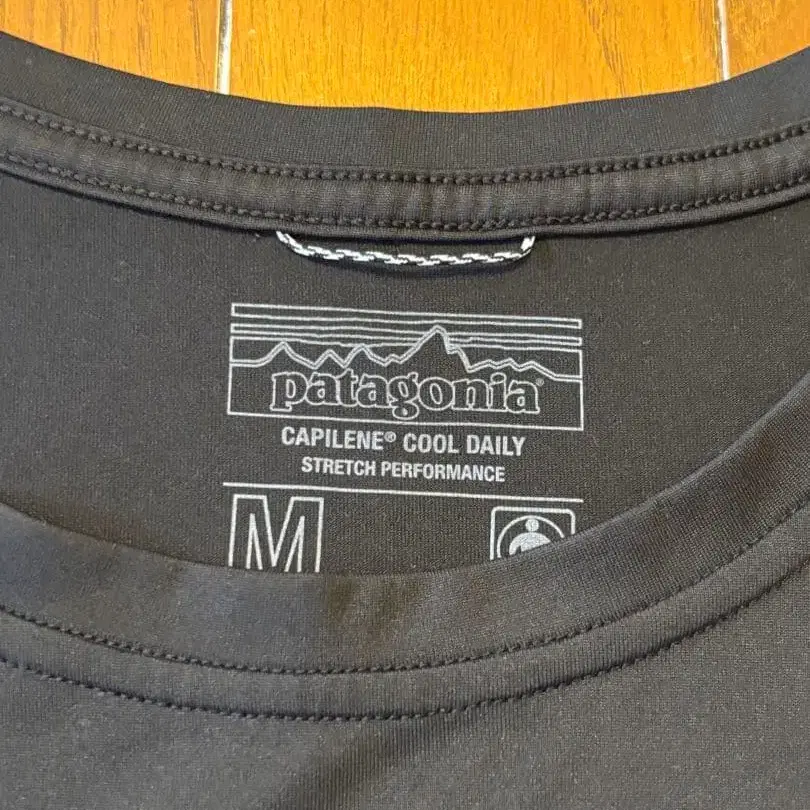 patagonia®
CAPILENE® COOL DAILY
STRETCH PERFORMANCE
M